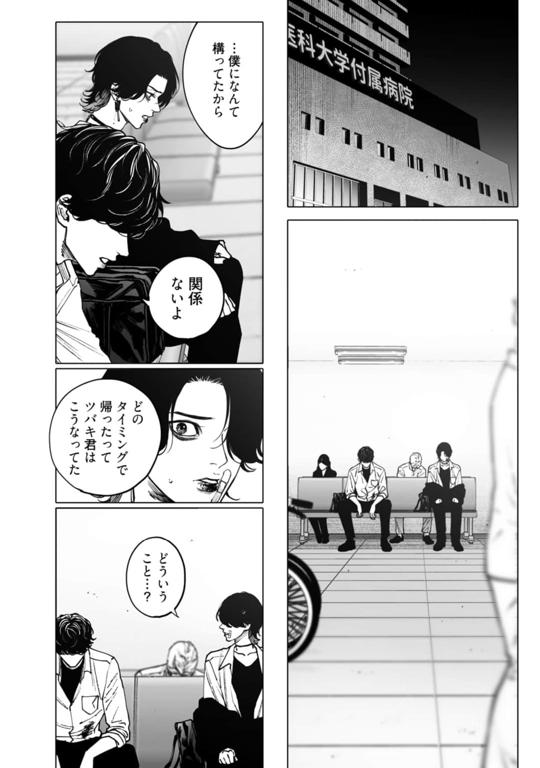 医科大学付属病院
…僕になんて
構ってたから
関係
ないよ
どの
タイミングで
帰ったって
ツバキ君は
こうなってた
どういう
こと…?